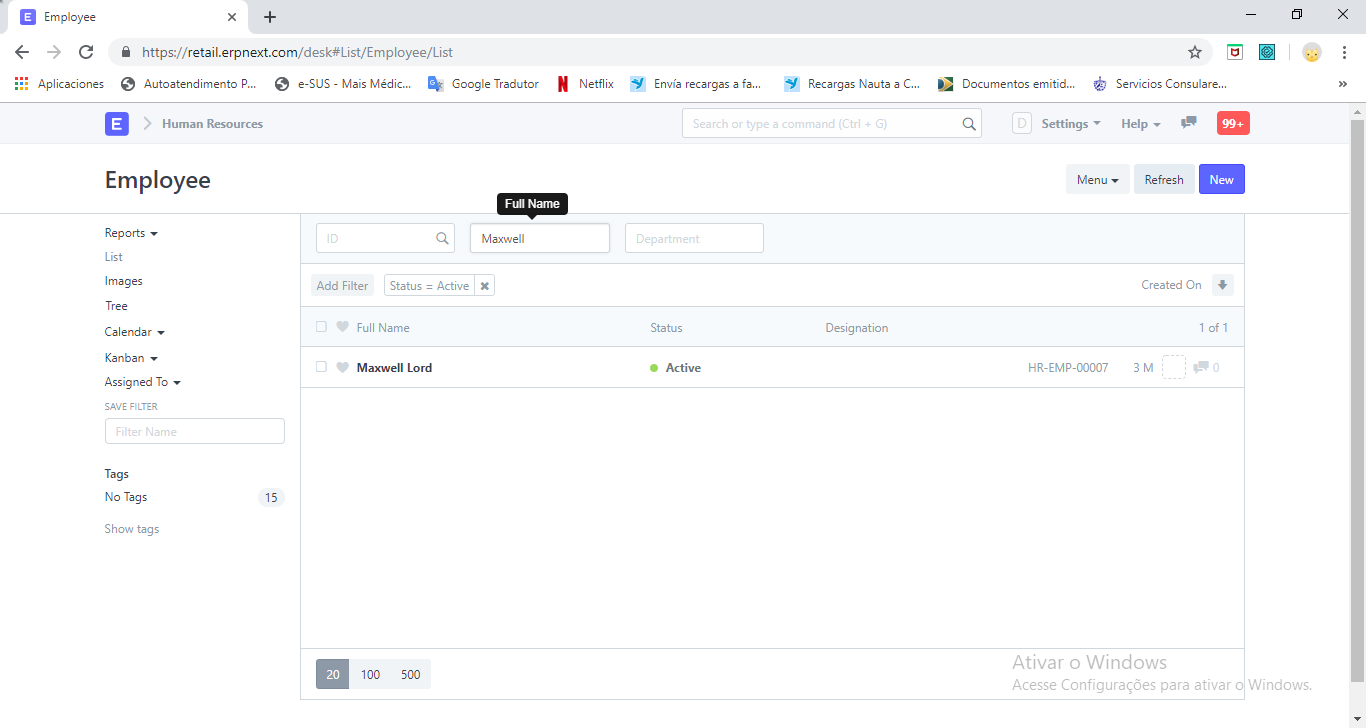 E Employee
https://retail.erpnext.com/desk#List/Employee/List
Aplicaciones Autoatendimento P... e-SUS - Mais Médic... Google Tradutor Netflix Envía recargas a fa... Recargas Nauta a C... Documentos emitid... Servicios Consulare... »
E Human Resources Search or type a command (Ctrl + G) D Settings Help 99+
Employee Menu Refresh New
Full Name
Reports
List
Images
Tree
Calendar
Kanban
Assigned To
SAVE FILTER
Filter Name
Tags
No Tags 15
Show tags
ID Maxwell Department
Add Filter Status = Active Created On
Full Name Status Designation 1 of 1
Maxwell Lord Active HR-EMP-00007 3 M 0
20 100 500
Ativar o Windows
Acesse Configurações para ativar o Windows.